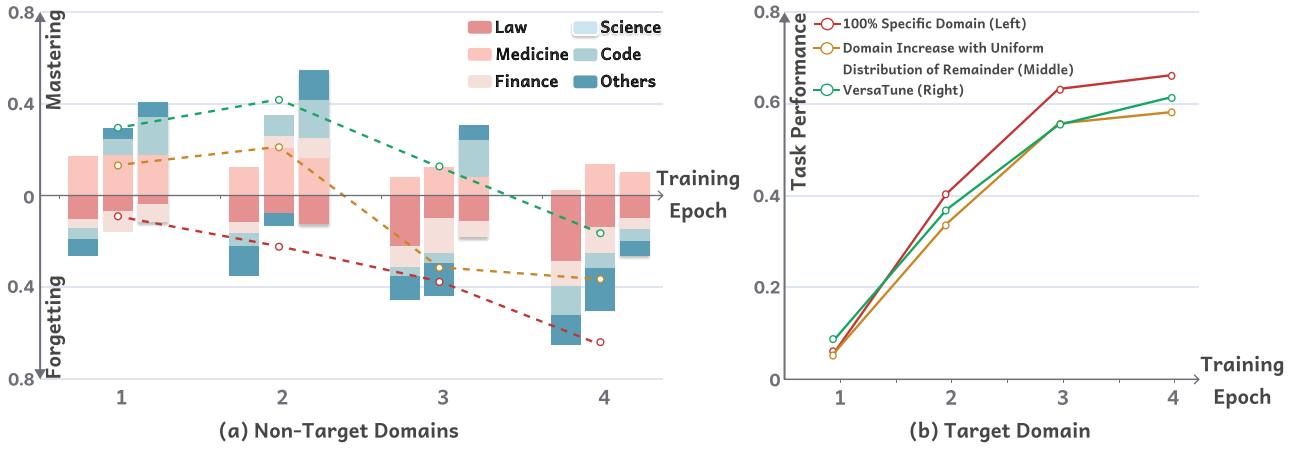 0.8
0.4
0
0.4
0.8
Mastering
Forgetting
Law
Science
Medicine
Code
Finance
Others
Training
Epoch
1
2
3
4
(a) Non-Target Domains
0.8
0.6
0.4
0.2
0
Task Performance
100% Specific Domain (Left)
Domain Increase with Uniform
Distribution of Remainder (Middle)
VersaTune (Right)
Training
Epoch
1
2
3
4
(b) Target Domain